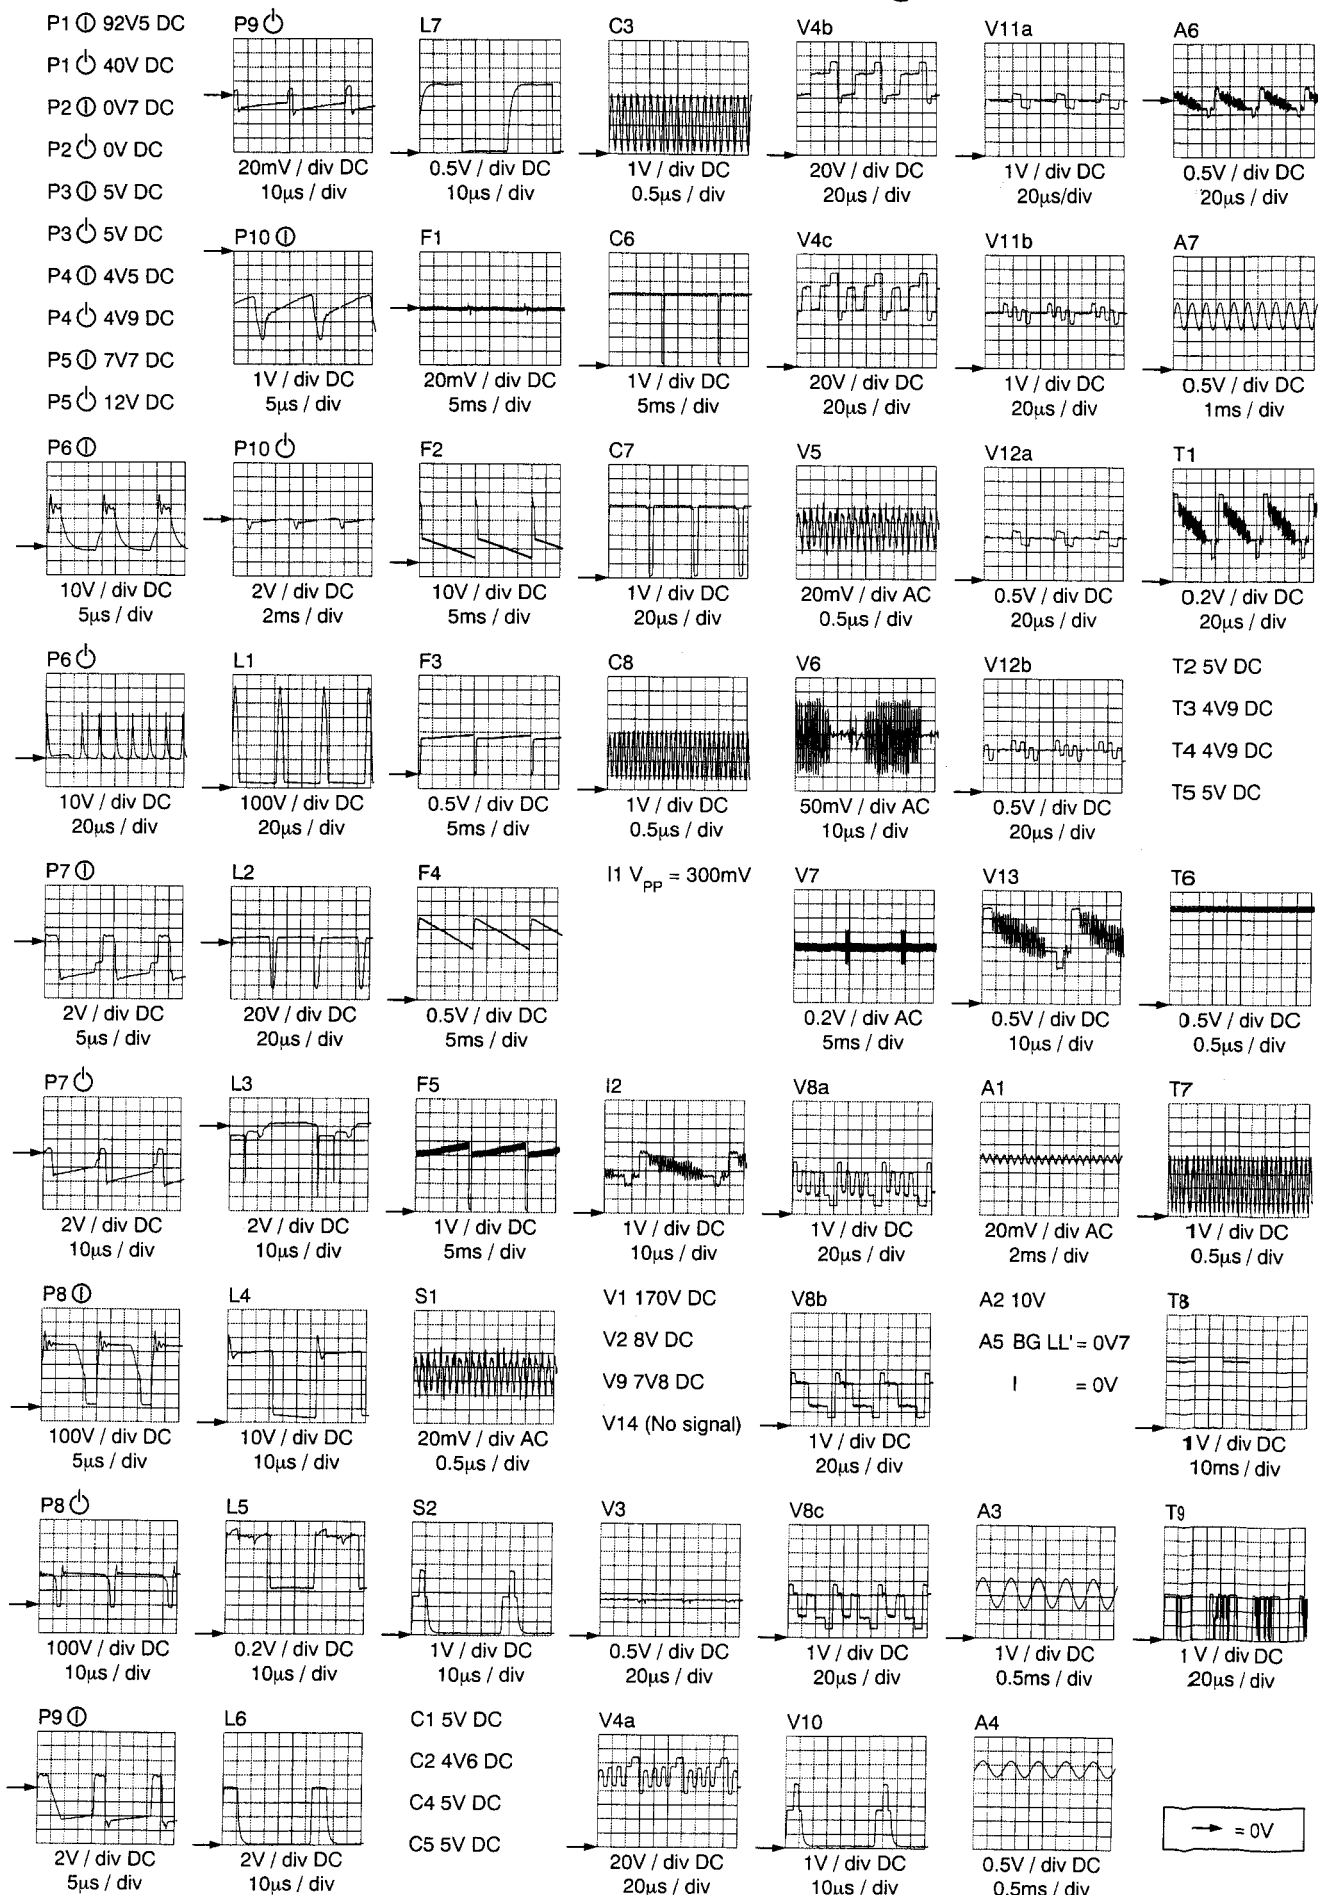 P1 ⏼ 92V5 DC
P1 ⏻ 40V DC
P2 ⏼ 0V7 DC
P2 ⏻ 0V DC
P3 ⏼ 5V DC
P3 ⏻ 5V DC
P4 ⏼ 4V5 DC
P4 ⏻ 4V9 DC
P5 ⏼ 7V7 DC
P5 ⏻ 12V DC
P6 ⏼
10V / div DC
5µs / div
P6 ⏻
10V / div DC
20µs / div
P7 ⏼
2V / div DC
5µs / div
P7 ⏻
2V / div DC
10µs / div
P8 ⏼
100V / div DC
5µs / div
P8 ⏻
100V / div DC
10µs / div
P9 ⏼
2V / div DC
5µs / div
P9 ⏻
20mV / div DC
10µs / div
P10 ⏼
1V / div DC
5µs / div
P10 ⏻
2V / div DC
2ms / div
L1
100V / div DC
20µs / div
L2
20V / div DC
20µs / div
L3
2V / div DC
10µs / div
L4
10V / div DC
10µs / div
L5
0.2V / div DC
10µs / div
L6
2V / div DC
10µs / div
L7
0.5V / div DC
10µs / div
F1
20mV / div DC
5ms / div
F2
10V / div DC
5ms / div
F3
0.5V / div DC
5ms / div
F4
0.5V / div DC
5ms / div
F5
1V / div DC
5ms / div
S1
20mV / div AC
0.5µs / div
S2
1V / div DC
10µs / div
C1 5V DC
C2 4V6 DC
C4 5V DC
C5 5V DC
C3
1V / div DC
0.5µs / div
C6
1V / div DC
5ms / div
C7
1V / div DC
20µs / div
C8
1V / div DC
0.5µs / div
I1 VPP = 300mV
I2
1V / div DC
10µs / div
V1 170V DC
V2 8V DC
V9 7V8 DC
V14 (No signal)
V3
0.5V / div DC
20µs / div
V4a
20V / div DC
20µs / div
V4b
20V / div DC
20µs / div
V4c
20V / div DC
20µs / div
V5
20mV / div AC
0.5µs / div
V6
50mV / div AC
10µs / div
V7
0.2V / div AC
5ms / div
V8a
1V / div DC
20µs / div
V8b
1V / div DC
20µs / div
V8c
1V / div DC
20µs / div
V10
1V / div DC
10µs / div
V11a
1V / div DC
20µs/div
V11b
1V / div DC
20µs / div
V12a
0.5V / div DC
20µs / div
V12b
0.5V / div DC
20µs / div
V13
0.5V / div DC
10µs / div
A1
20mV / div AC
2ms / div
A2 10V
A5 BG LL' = 0V7
I = 0V
A3
1V / div DC
0.5ms / div
A4
0.5V / div DC
0.5ms / div
A6
0.5V / div DC
20µs / div
A7
0.5V / div DC
1ms / div
T1
0.2V / div DC
20µs / div
T2 5V DC
T3 4V9 DC
T4 4V9 DC
T5 5V DC
T6
0.5V / div DC
0.5µs / div
T7
1V / div DC
0.5µs / div
T8
1V / div DC
10ms / div
T9
1V / div DC
20µs / div
→ = 0V